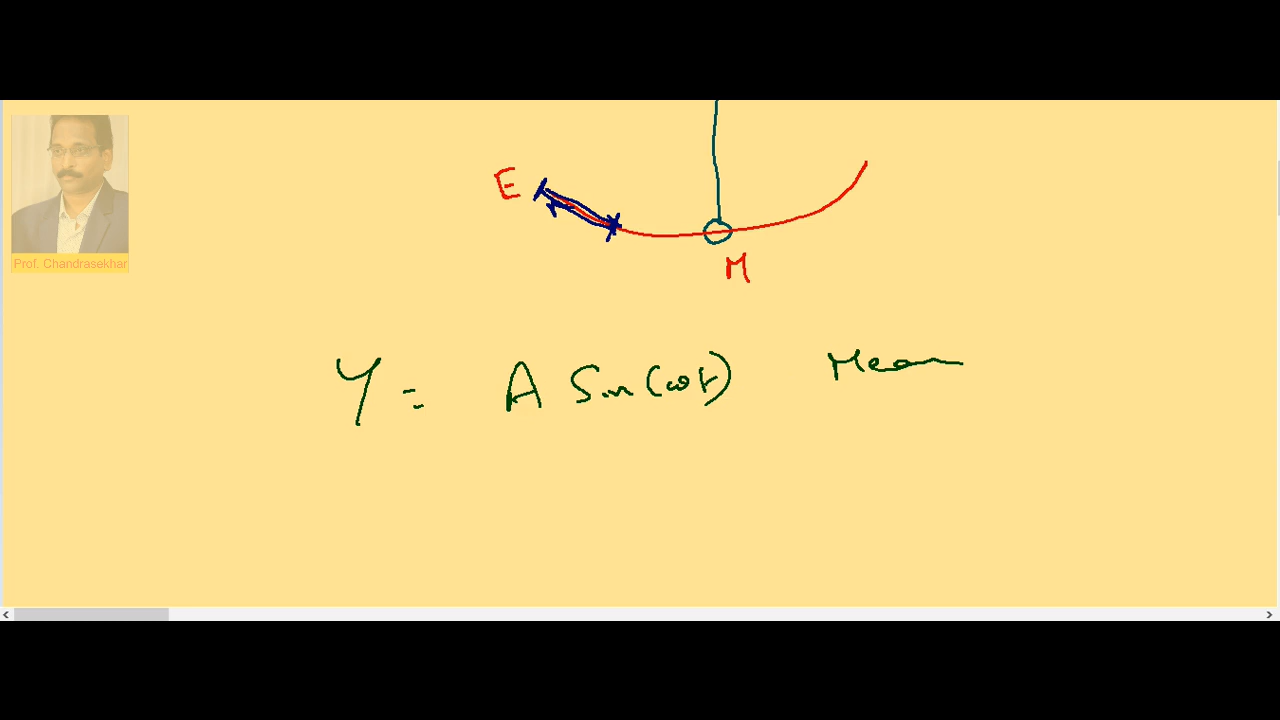 E
Prof. Chandrasekhar
M
Y = A Sin(ωt) Mean